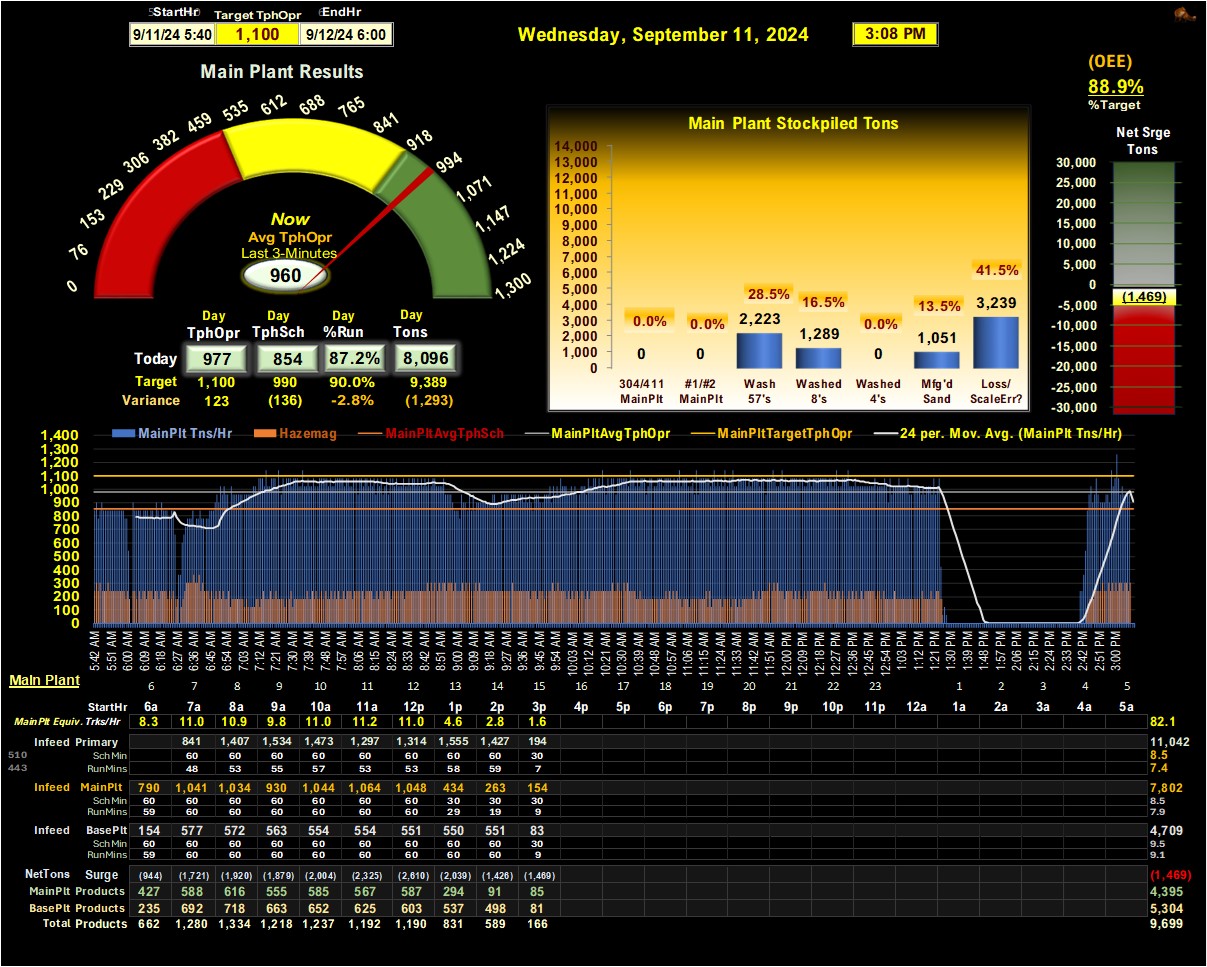 StartHr Target TphOpr EndHr
9/11/24 5:40 1,100 9/12/24 6:00
Wednesday, September 11, 2024 3:08 PM
Main Plant Results
0 76 153 229 306 382 459 535 612 688 765 841 918 994 1,071 1,147 1,224 1,300
Now
Avg TphOpr
Last 3-Minutes
960
Day Day Day Day
TphOpr TphSch %Run Tons
Today 977 854 87.2% 8,096
Target 1,100 990 90.0% 9,389
Variance 123 (136) -2.8% (1,293)
Main Plant Stockpiled Tons
14,000
13,000
12,000
11,000
10,000
9,000
8,000
7,000
6,000
5,000
4,000
3,000
2,000
1,000
0
0.0% 0.0% 28.5% 16.5% 0.0% 13.5% 41.5%
0 0 2,223 1,289 0 1,051 3,239
304/411 #1/#2 Wash Washed Washed Mfg'd Loss/
MainPlt MainPlt 57's 8's 4's Sand ScaleErr?
(OEE)
88.9%
%Target
Net Srge
Tons
30,000
25,000
20,000
15,000
10,000
5,000
0
-5,000
-10,000
-15,000
-20,000
-25,000
-30,000
(1,469)
MainPlt Tns/Hr Hazemag MainPltAvgTphSch MainPltAvgTphOpr MainPltTargetTphOpr 24 per. Mov. Avg. (MainPlt Tns/Hr)
1,400
1,300
1,200
1,100
1,000
900
800
700
600
500
400
300
200
100
0
5:42 AM 5:51 AM 6:00 AM 6:09 AM 6:18 AM 6:27 AM 6:36 AM 6:45 AM 6:54 AM 7:03 AM 7:12 AM 7:21 AM 7:30 AM 7:39 AM 7:48 AM 7:57 AM 8:06 AM 8:15 AM 8:24 AM 8:33 AM 8:42 AM 8:51 AM 9:00 AM 9:09 AM 9:18 AM 9:27 AM 9:36 AM 9:45 AM 9:54 AM 10:03 AM 10:12 AM 10:21 AM 10:30 AM 10:39 AM 10:48 AM 10:57 AM 11:06 AM 11:15 AM 11:24 AM 11:33 AM 11:42 AM 11:51 AM 12:00 PM 12:09 PM 12:18 PM 12:27 PM 12:36 PM 12:45 PM 12:54 PM 1:03 PM 1:12 PM 1:21 PM 1:30 PM 1:39 PM 1:48 PM 1:57 PM 2:06 PM 2:15 PM 2:24 PM 2:33 PM 2:42 PM 2:51 PM 3:00 PM
Main Plant 6 7 8 9 10 11 12 13 14 15 16 17 18 19 20 21 22 23 1 2 3 4 5
StartHr 6a 7a 8a 9a 10a 11a 12p 1p 2p 3p 4p 5p 6p 7p 8p 9p 10p 11p 12a 1a 2a 3a 4a 5a
MainPlt Equiv. Trks/Hr 8.3 11.0 10.9 9.8 11.0 11.2 11.0 4.6 2.8 1.6 82.1
Infeed Primary 841 1,407 1,534 1,473 1,297 1,314 1,555 1,427 194 11,042
510 Sch Min 60 60 60 60 60 60 60 60 30 8.5
443 RunMins 48 53 55 57 53 53 58 59 7 7.4
Infeed MainPlt 790 1,041 1,034 930 1,044 1,064 1,048 434 263 154 7,802
Sch Min 60 60 60 60 60 60 60 30 30 30 8.5
RunMins 59 60 60 60 60 60 60 29 19 9 7.9
Infeed BasePlt 154 577 572 563 554 554 551 550 551 83 4,709
Sch Min 60 60 60 60 60 60 60 60 60 30 9.5
RunMins 59 60 60 60 60 60 60 60 60 9 9.1
NetTons Surge (944) (1,721) (1,920) (1,879) (2,004) (2,325) (2,610) (2,039) (1,426) (1,469) (1,469)
MainPlt Products 427 588 616 555 585 567 587 294 91 85 4,395
BasePlt Products 235 692 718 663 652 625 603 537 498 81 5,304
Total Products 662 1,280 1,334 1,218 1,237 1,192 1,190 831 589 166 9,699